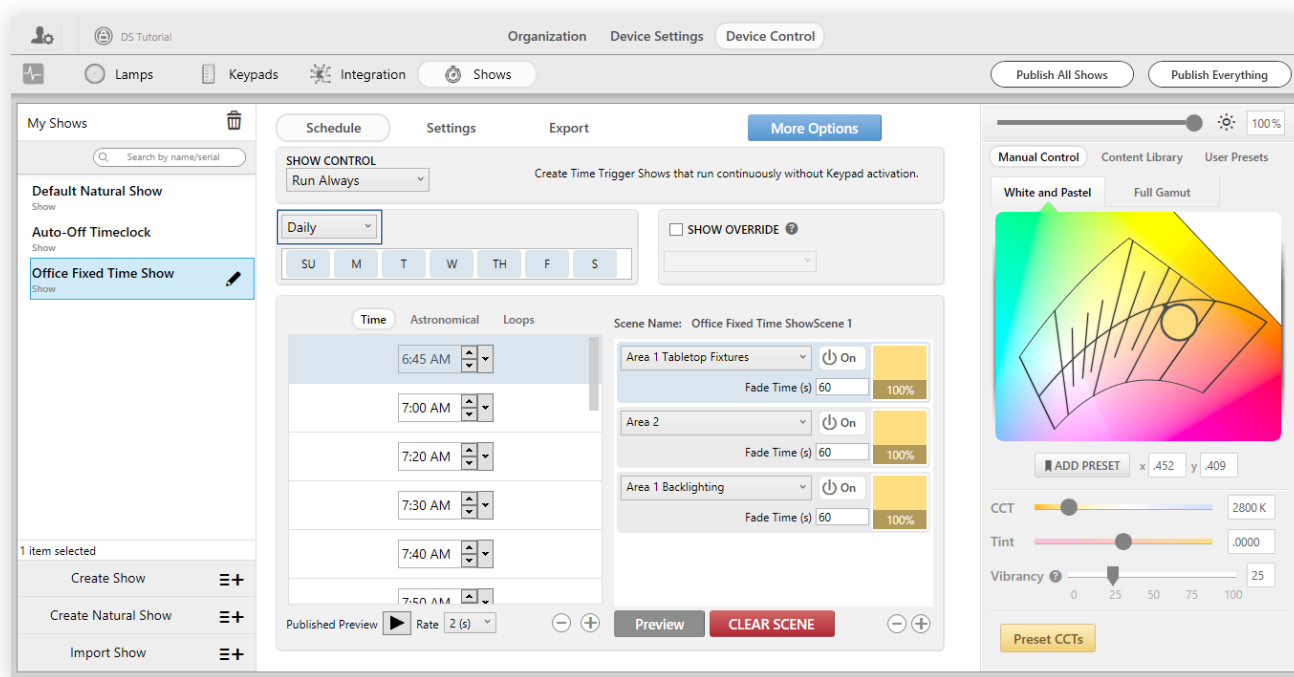 DS Tutorial
Organization Device Settings Device Control
Lamps Keypads Integration Shows
Publish All Shows Publish Everything
My Shows
Search by name/serial
Default Natural Show
Show
Auto-Off Timeclock
Show
Office Fixed Time Show
Show
1 item selected
Create Show
Create Natural Show
Import Show
Schedule Settings Export More Options
SHOW CONTROL
Run Always
Create Time Trigger Shows that run continuously without Keypad activation.
Daily
SU M T W TH F S
SHOW OVERRIDE ?
Time Astronomical Loops
6:45 AM
7:00 AM
7:20 AM
7:30 AM
7:40 AM
7:50 AM
Published Preview Rate 2 (s)
Scene Name: Office Fixed Time ShowScene 1
Area 1 Tabletop Fixtures On
Fade Time (s) 60 100%
Area 2 On
Fade Time (s) 60 100%
Area 1 Backlighting On
Fade Time (s) 60 100%
Preview CLEAR SCENE
100%
Manual Control Content Library User Presets
White and Pastel Full Gamut
ADD PRESET x .452 y .409
CCT 2800 K
Tint .0000
Vibrancy ? 25
0 25 50 75 100
Preset CCTs